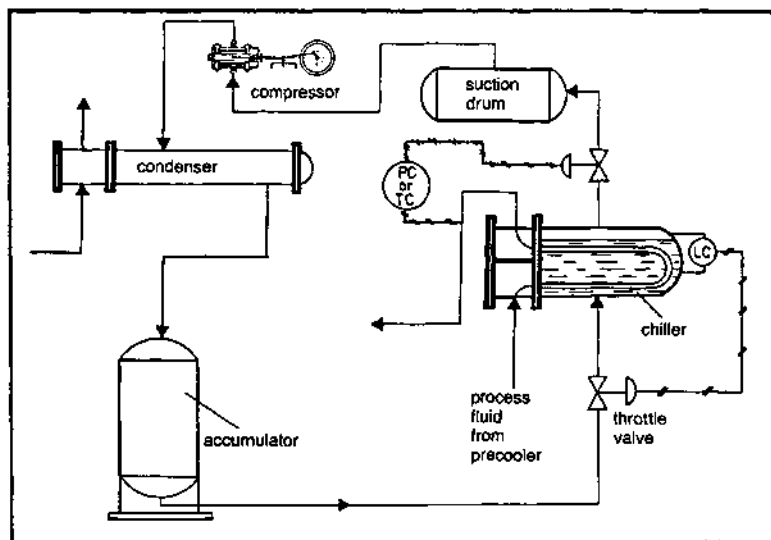 compressor
suction
drum
condenser
PC
or
TC
LC
chiller
accumulator
process
fluid
from
precooler
throttle
valve